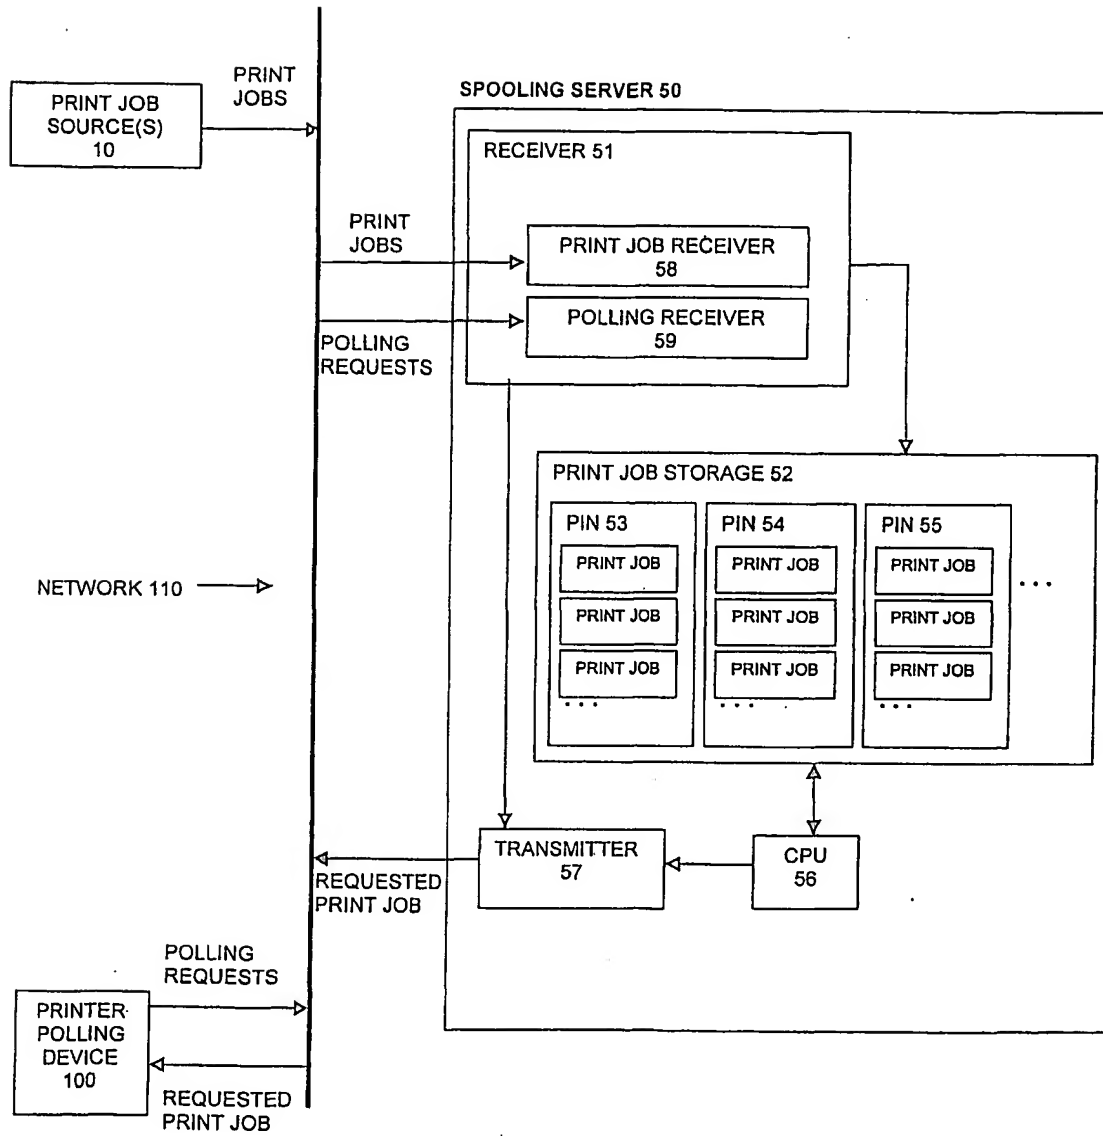 PRINT
JOBS
PRINT JOB
SOURCE(S)
10
SPOOLING SERVER 50
RECEIVER 51
PRINT
JOBS
PRINT JOB RECEIVER
58
POLLING RECEIVER
59
POLLING
REQUESTS
PRINT JOB STORAGE 52
PIN 53
PRINT JOB
PRINT JOB
PRINT JOB
...
PIN 54
PRINT JOB
PRINT JOB
PRINT JOB
...
PIN 55
PRINT JOB
PRINT JOB
PRINT JOB
...
...
NETWORK 110
TRANSMITTER
57
CPU
56
REQUESTED
PRINT JOB
POLLING
REQUESTS
PRINTER-
POLLING
DEVICE
100
REQUESTED
PRINT JOB